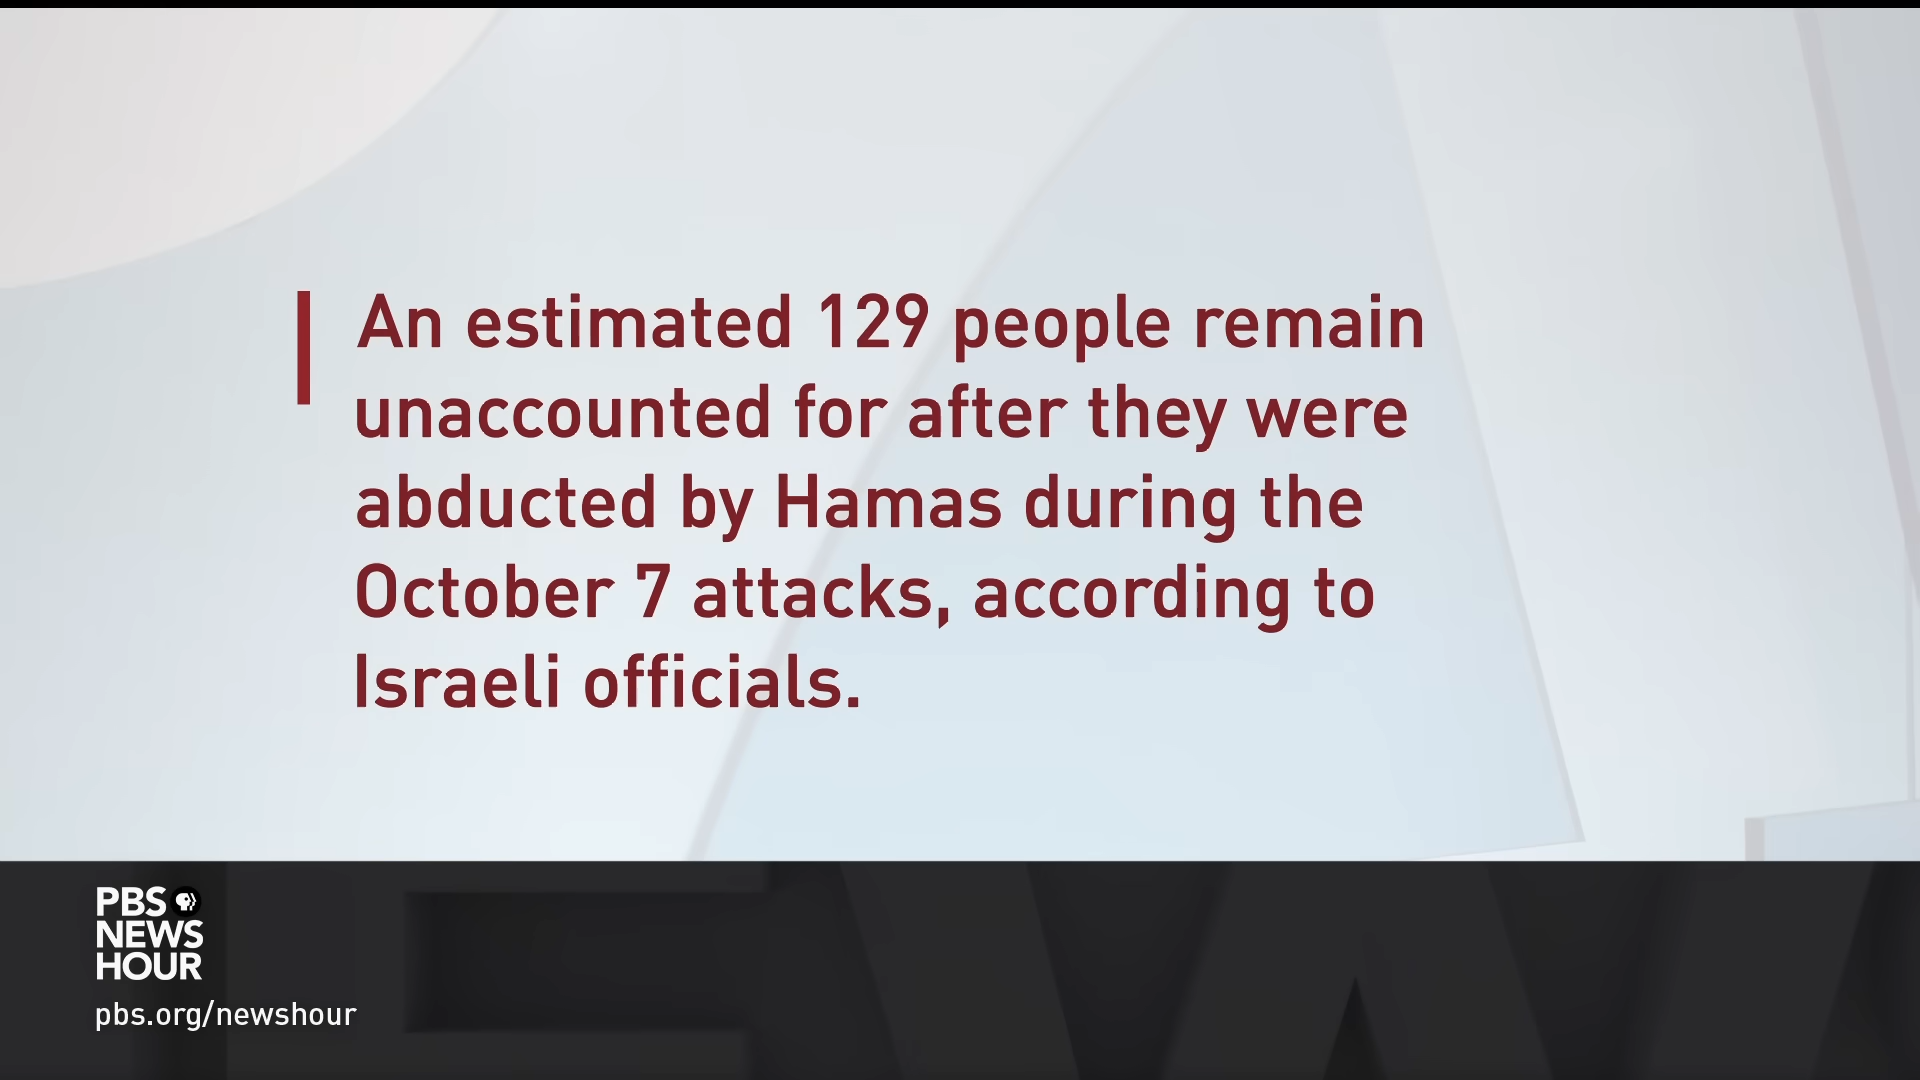 An estimated 129 people remain
unaccounted for after they were
abducted by Hamas during the
October 7 attacks, according to
Israeli officials.
PBS
NEWS
HOUR
pbs.org/newshour